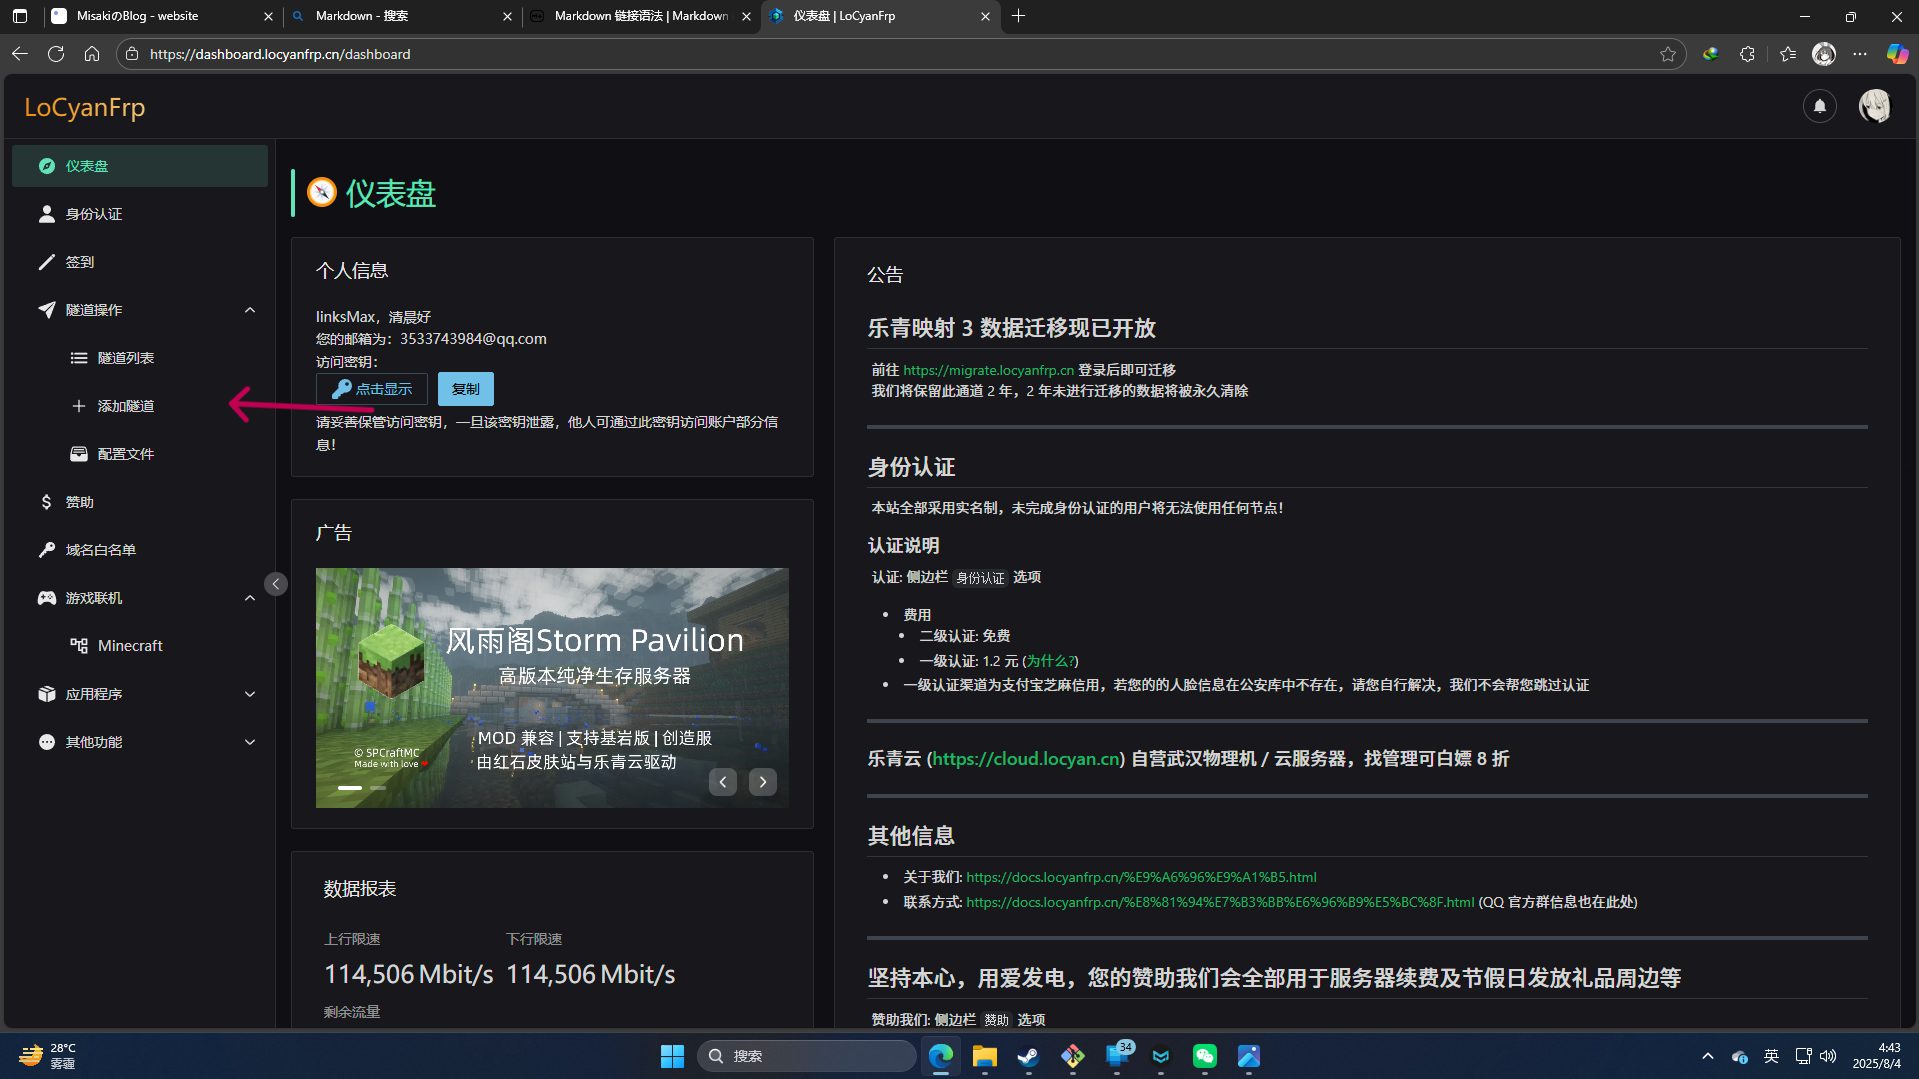 MisakiのBlog - website
Markdown - 搜索
Markdown 链接语法 | Markdown
仪表盘 | LoCyanFrp
https://dashboard.locyanfrp.cn/dashboard
LoCyanFrp
仪表盘
身份认证
签到
隧道操作
隧道列表
添加隧道
配置文件
赞助
域名白名单
游戏联机
Minecraft
应用程序
其他功能
仪表盘
个人信息
linksMax，清晨好
您的邮箱为：3533743984@qq.com
访问密钥：
点击显示
复制
请妥善保管访问密钥，一旦该密钥泄露，他人可通过此密钥访问账户部分信
息！
广告
风雨阁Storm Pavilion
高版本纯净生存服务器
MOD 兼容 | 支持基岩版 | 创造服
由红石皮肤站与乐青云驱动
© SPCraftMC
Made with love
数据报表
上行限速
下行限速
114,506 Mbit/s
114,506 Mbit/s
剩余流量
公告
乐青映射 3 数据迁移现已开放
前往 https://migrate.locyanfrp.cn 登录后即可迁移
我们将保留此通道 2 年，2 年未进行迁移的数据将被永久清除
身份认证
本站全部采用实名制，未完成身份认证的用户将无法使用任何节点！
认证说明
认证: 侧边栏 身份认证 选项
费用
二级认证: 免费
一级认证: 1.2 元 (为什么?)
一级认证渠道为支付宝芝麻信用，若您的的人脸信息在公安库中不存在，请您自行解决，我们不会帮您跳过认证
乐青云 (https://cloud.locyan.cn) 自营武汉物理机 / 云服务器，找管理可白嫖 8 折
其他信息
关于我们: https://docs.locyanfrp.cn/%E9%A6%96%E9%A1%B5.html
联系方式: https://docs.locyanfrp.cn/%E8%81%94%E7%B3%BB%E6%96%B9%E5%BC%8F.html (QQ 官方群信息也在此处)
坚持本心，用爱发电，您的赞助我们会全部用于服务器续费及节假日发放礼品周边等
赞助我们: 侧边栏 赞助 选项
28°C
雾霾
搜索
34
英
4:43
2025/8/4